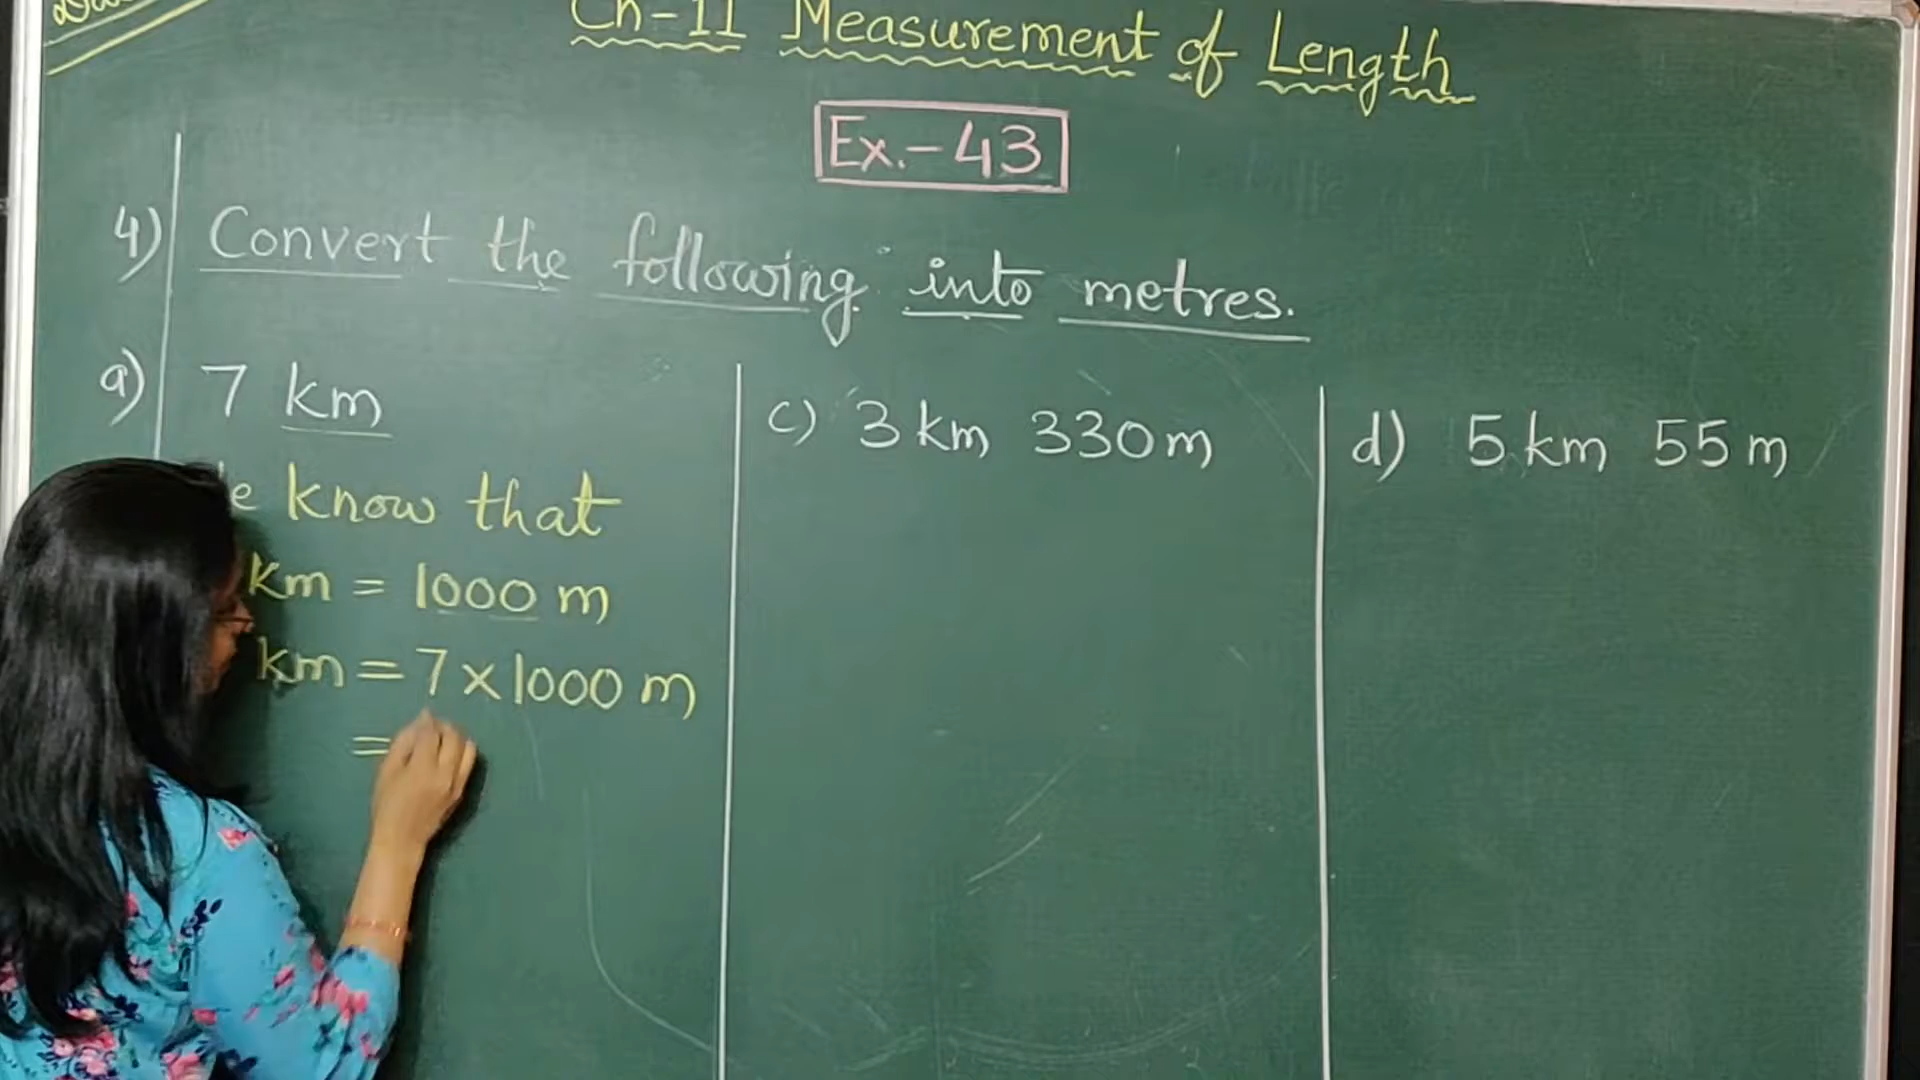 Ch-11 Measurement of Length
Ex.-43
4) Convert the following into metres.
a) 7 km
know that
km = 1000 m
km = 7 × 1000 m
=
c) 3 km 330 m
d) 5 km 55 m